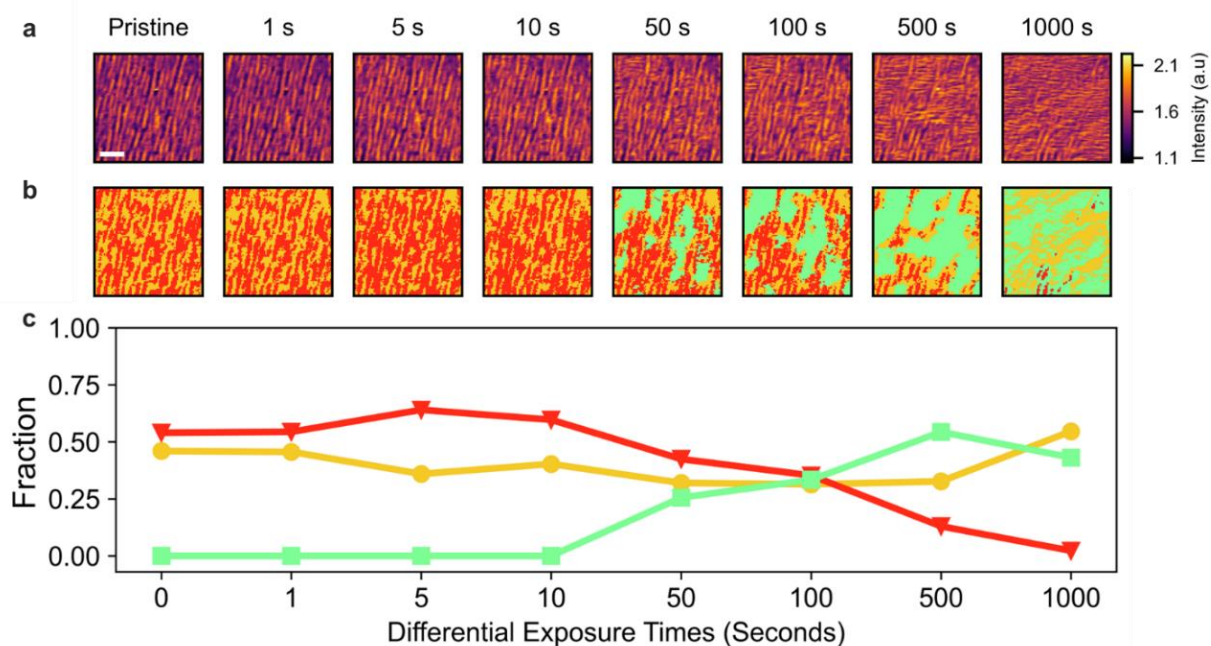 a
Pristine 1 s 5 s 10 s 50 s 100 s 500 s 1000 s
2.1
1.6
1.1
Intensity (a.u)
b
c
1.00
0.75
0.50
0.25
0.00
Fraction
0 1 5 10 50 100 500 1000
Differential Exposure Times (Seconds)